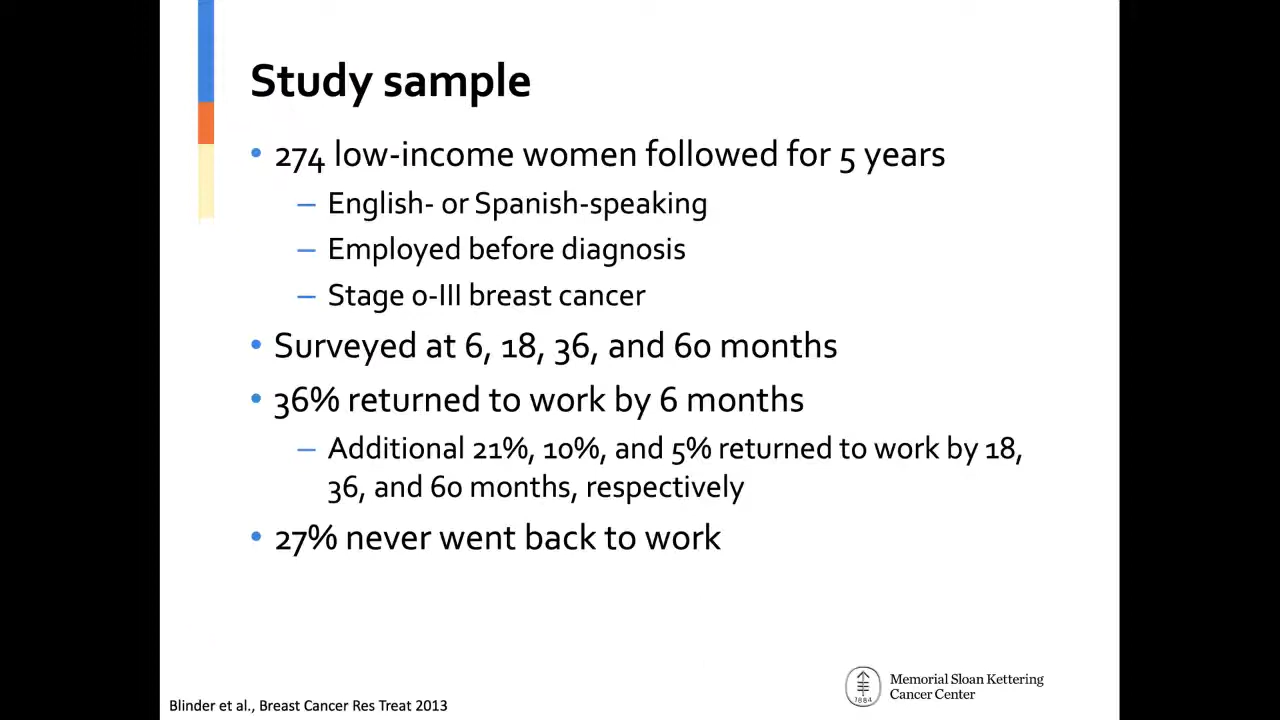 Study sample
• 274 low-income women followed for 5 years
– English- or Spanish-speaking
– Employed before diagnosis
– Stage 0-III breast cancer
• Surveyed at 6, 18, 36, and 60 months
• 36% returned to work by 6 months
– Additional 21%, 10%, and 5% returned to work by 18,
36, and 60 months, respectively
• 27% never went back to work
1884
Memorial Sloan Kettering
Cancer Center
Blinder et al., Breast Cancer Res Treat 2013